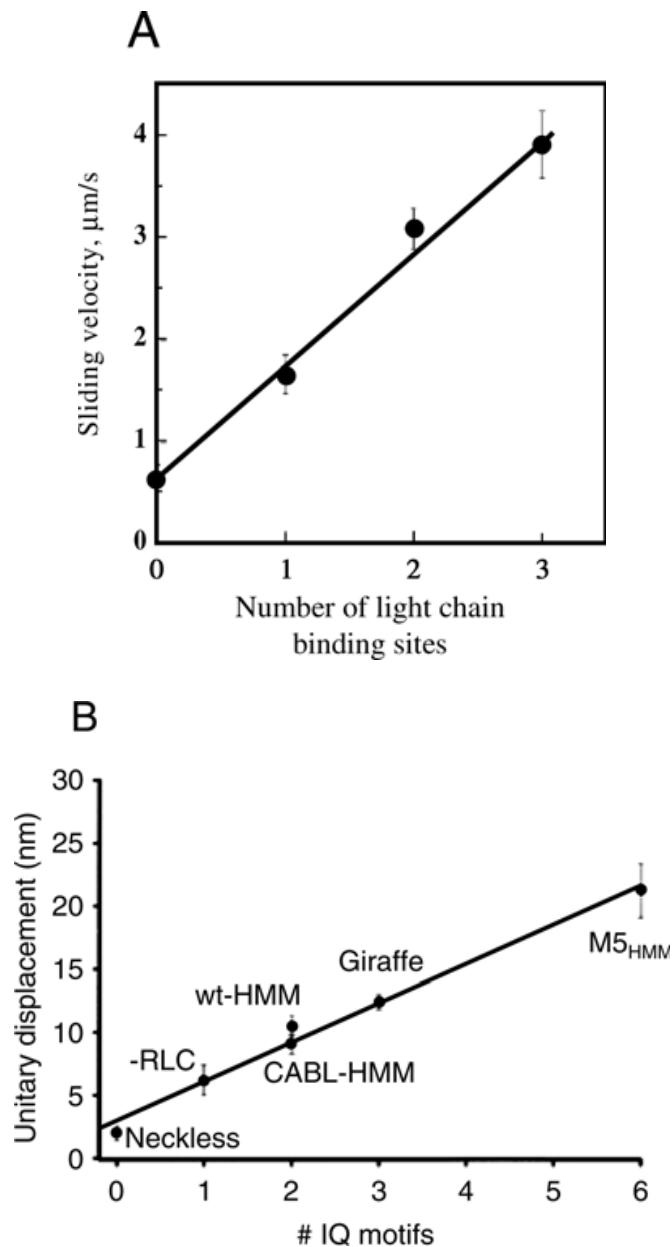 A
Sliding velocity, μm/s
4
3
2
1
0
0 1 2 3
Number of light chain
binding sites
B
Unitary displacement (nm)
30
25
20
15
10
5
0
M5HMM
Giraffe
wt-HMM
-RLC
CABL-HMM
Neckless
0 1 2 3 4 5 6
# IQ motifs